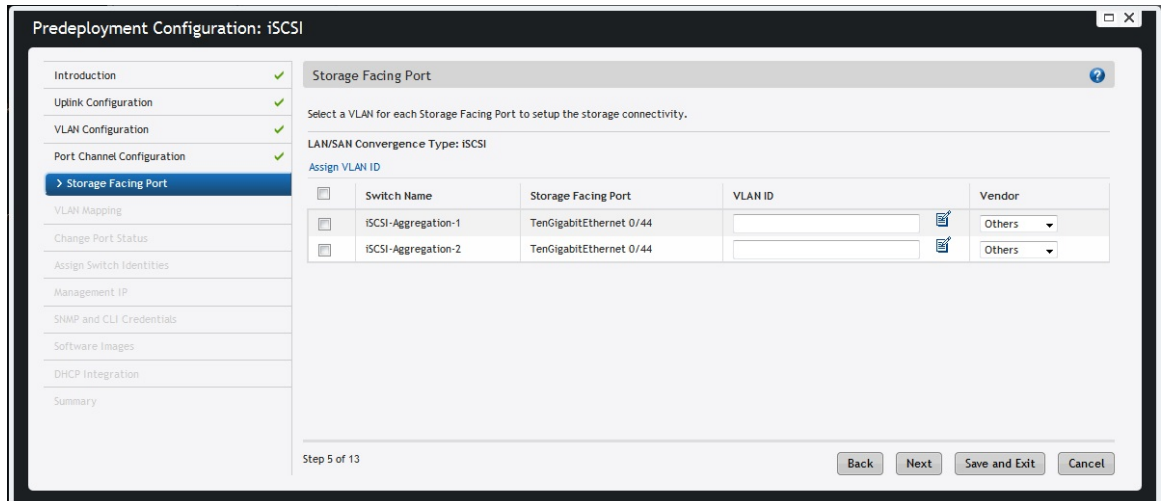 Predeployment Configuration: iSCSI
Introduction
Uplink Configuration
VLAN Configuration
Port Channel Configuration
> Storage Facing Port
VLAN Mapping
Change Port Status
Assign Switch Identities
Management IP
SNMP and CLI Credentials
Software Images
DHCP Integration
Summary
Storage Facing Port
Select a VLAN for each Storage Facing Port to setup the storage connectivity.
LAN/SAN Convergence Type: iSCSI
Assign VLAN ID
Switch Name Storage Facing Port VLAN ID Vendor
iSCSI-Aggregation-1 TenGigabitEthernet 0/44 Others
iSCSI-Aggregation-2 TenGigabitEthernet 0/44 Others
Step 5 of 13
Back Next Save and Exit Cancel